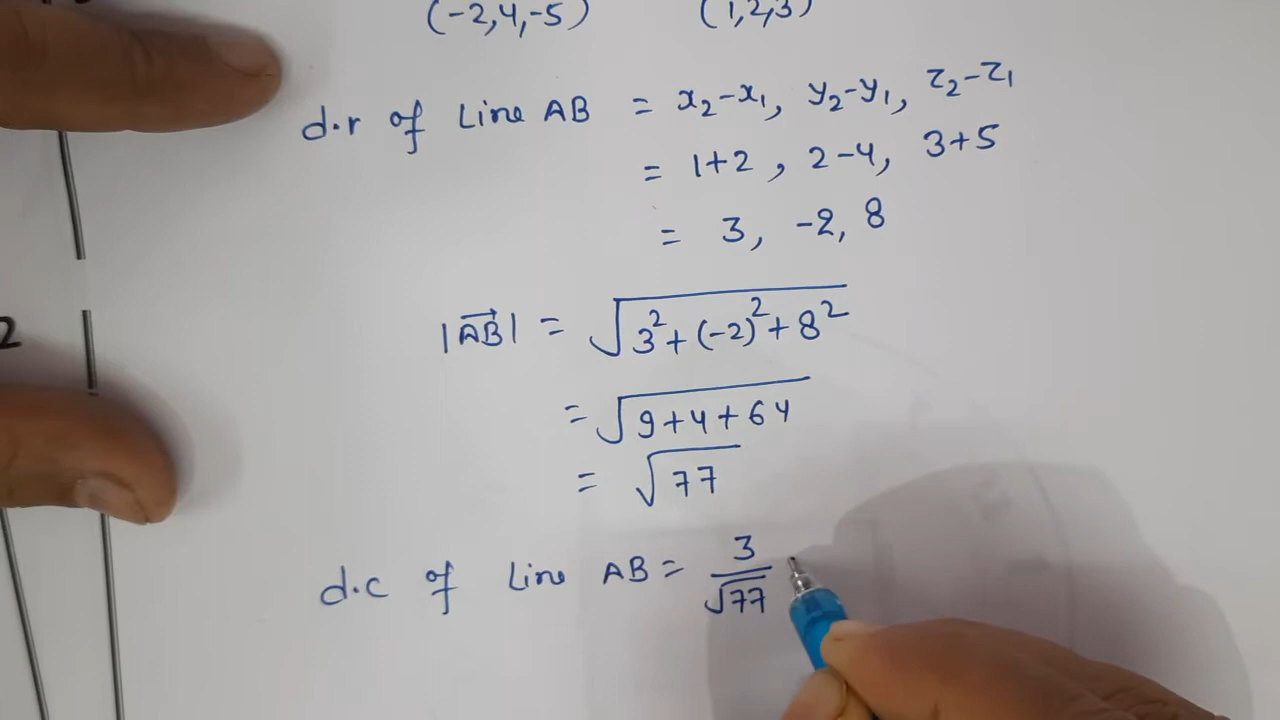 (-2,4,-5) (1,2,3)
d.r of Line AB = x₂-x₁, y₂-y₁, z₂-z₁
= 1+2, 2-4, 3+5
= 3, -2, 8
2
|\overrightarrow{AB}| = √(3²+(-2)²+8²)
= √(9+4+64)
= √77
d.c of Line AB = 3/√77